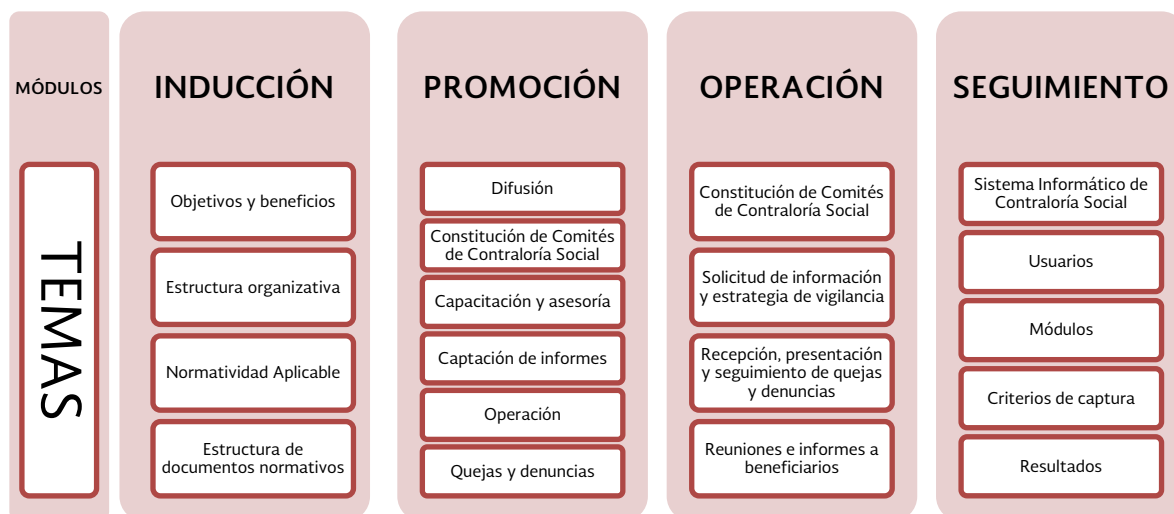 MÓDULOS
TEMAS
INDUCCIÓN
Objetivos y beneficios
Estructura organizativa
Normatividad Aplicable
Estructura de
documentos normativos
PROMOCIÓN
Difusión
Constitución de Comités
de Contraloría Social
Capacitación y asesoría
Captación de informes
Operación
Quejas y denuncias
OPERACIÓN
Constitución de Comités
de Contraloría Social
Solicitud de información
y estrategia de vigilancia
Recepción, presentación
y seguimiento de quejas
y denuncias
Reuniones e informes a
beneficiarios
SEGUIMIENTO
Sistema Informático de
Contraloría Social
Usuarios
Módulos
Criterios de captura
Resultados